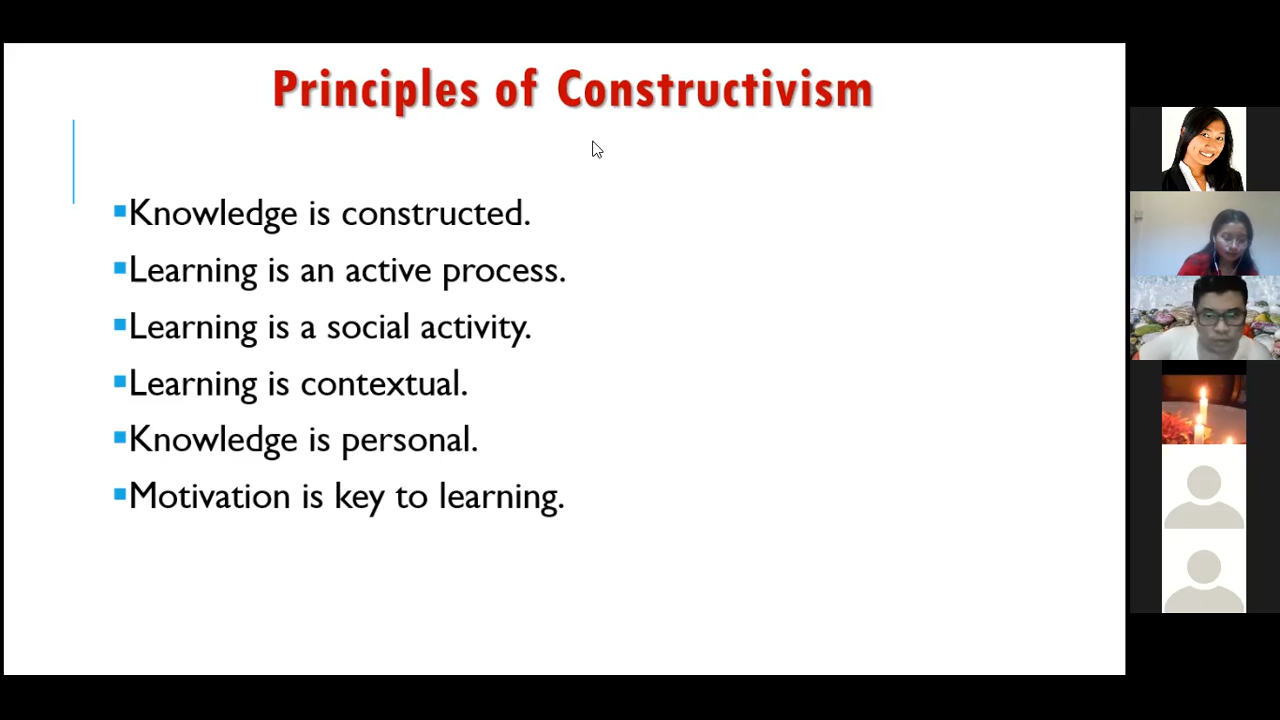 Principles of Constructivism
Knowledge is constructed.
Learning is an active process.
Learning is a social activity.
Learning is contextual.
Knowledge is personal.
Motivation is key to learning.